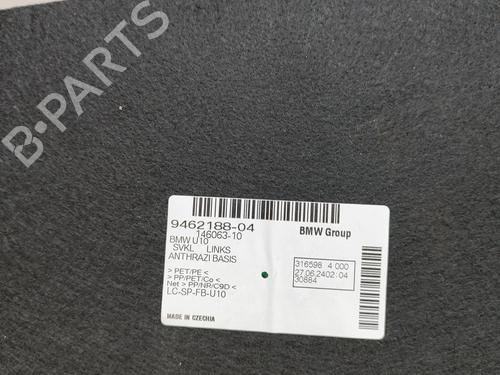 B-PARTS
9462188-04
146063-10
BMW U10
SVKL LINKS
ANTHRAZI BASIS
> PET/PE <
> PP/PET/Co <
Net > PP/NR/C9D <
LC-SP-FB-U10
MADE IN CZECHIA
BMW Group
316598 4 000
27.06.2402:04
30884